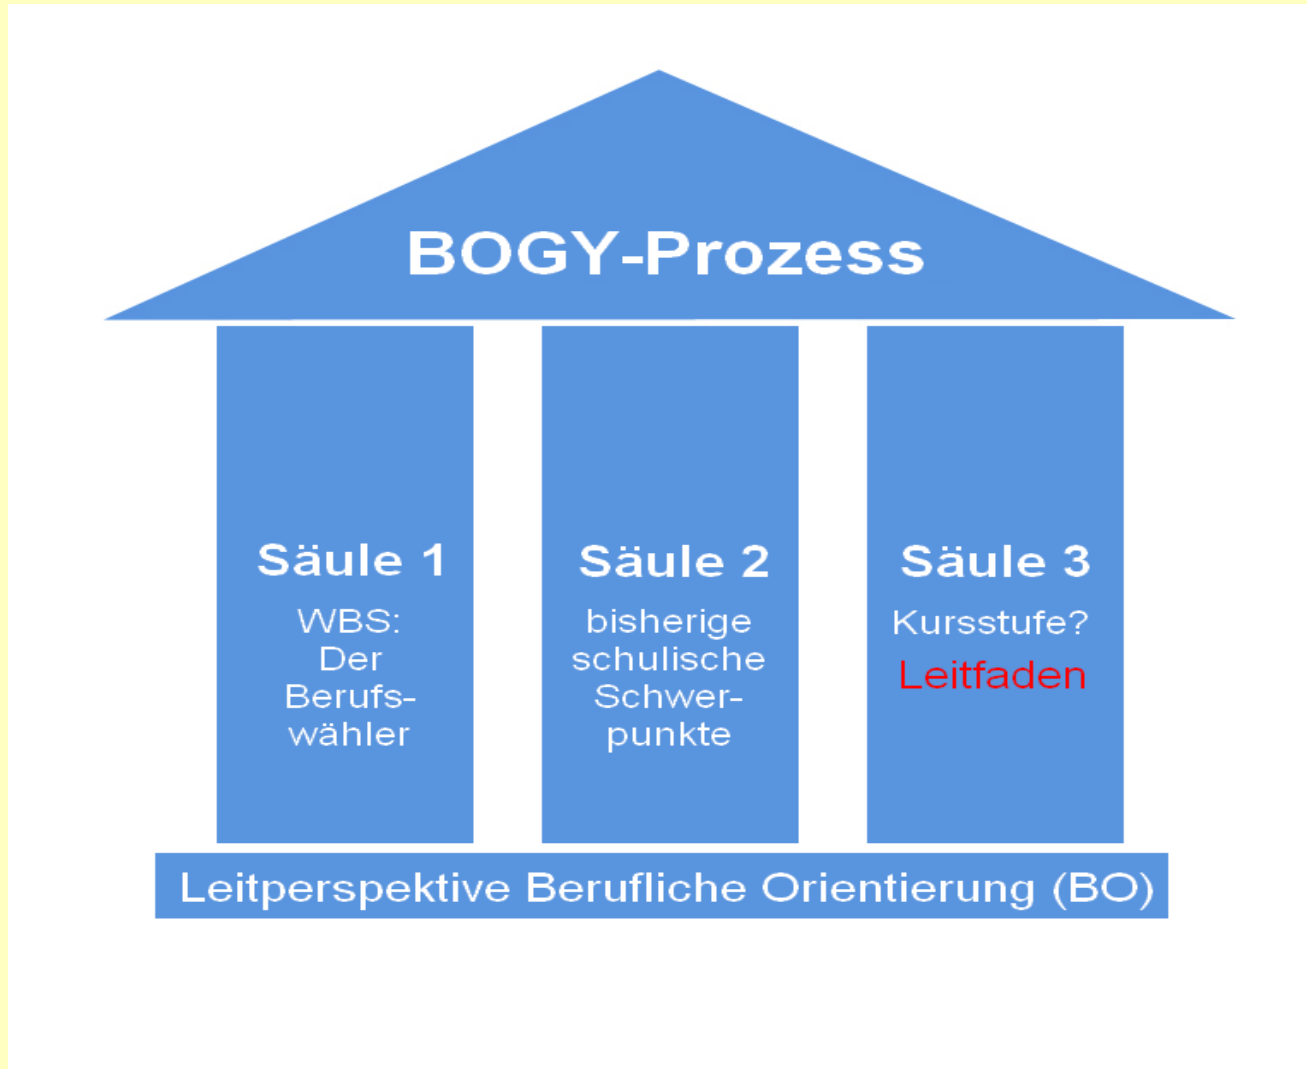 BOGY-Prozess
Säule 1
WBS:
Der
Berufs-
wähler
Säule 2
bisherige
schulische
Schwer-
punkte
Säule 3
Kursstufe?
Leitfaden
Leitperspektive Berufliche Orientierung (BO)